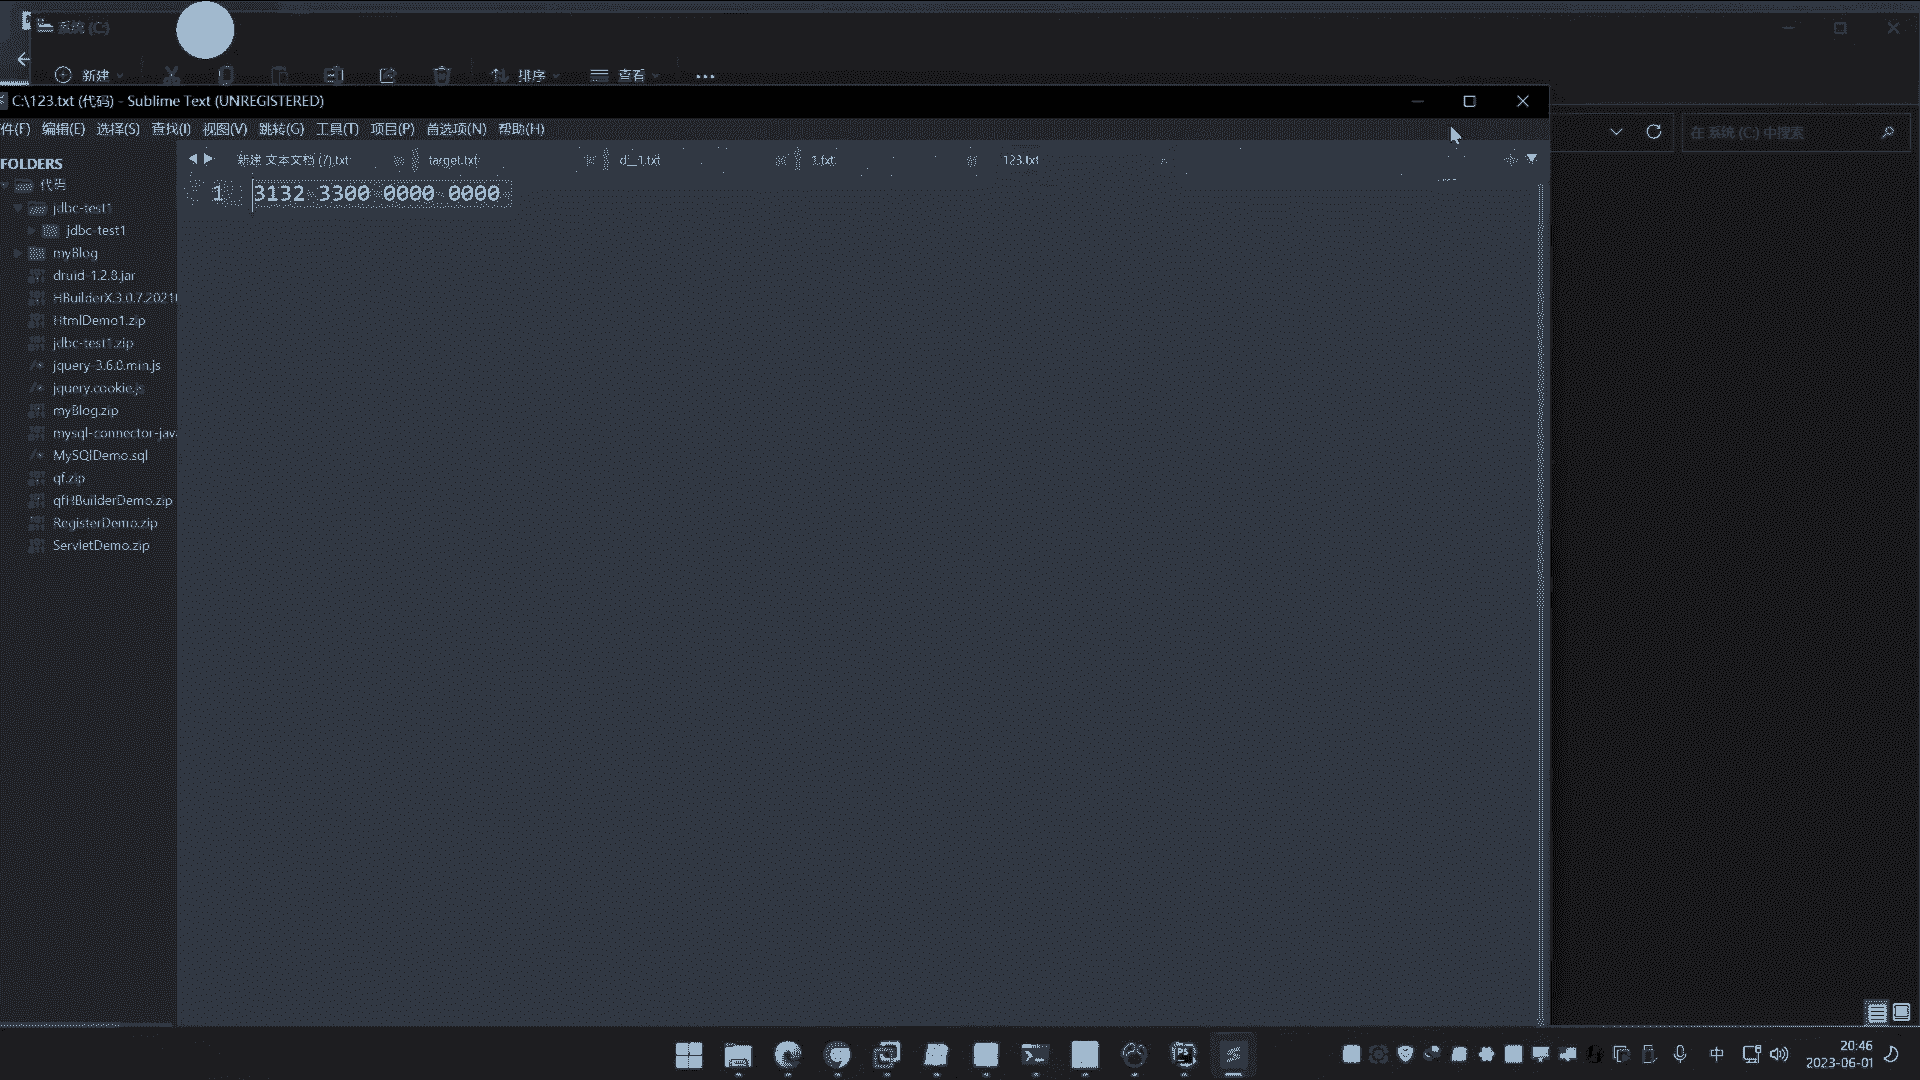 系统 (C:)
新建
排序
查看
C:\123.txt (代码) - Sublime Text (UNREGISTERED)
件(F) 编辑(E) 选择(S) 查找(I) 视图(V) 跳转(G) 工具(T) 项目(P) 首选项(N) 帮助(H)
在 系统 (C:) 中搜索
FOLDERS
代码
jdbc-test1
jdbc-test1
myBlog
druid-1.2.8.jar
HBuilderX.3.0.7.2021
HtmlDemo1.zip
jdbc-test1.zip
jquery-3.6.0.min.js
jquery.cookie.js
myBlog.zip
mysql-connector-jav
MySQlDemo.sql
qf.zip
RegisterDemo.zip
ServletDemo.zip
新建 文本文档 (7).txt
target.txt
1.txt
123.txt
1 3132 3300 0000 0000
中
20:46
2023-06-01